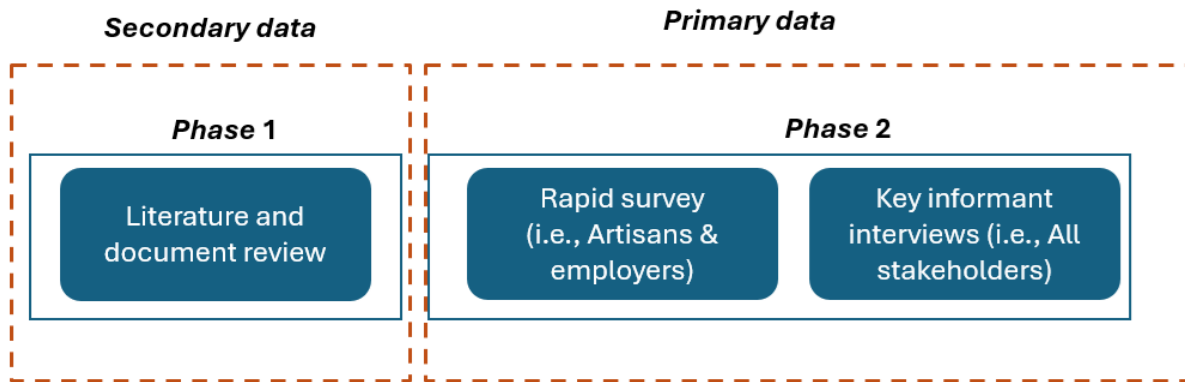 Secondary data
Primary data
Phase 1
Phase 2
Literature and
document review
Rapid survey
(i.e., Artisans &
employers)
Key informant
interviews (i.e., All
stakeholders)